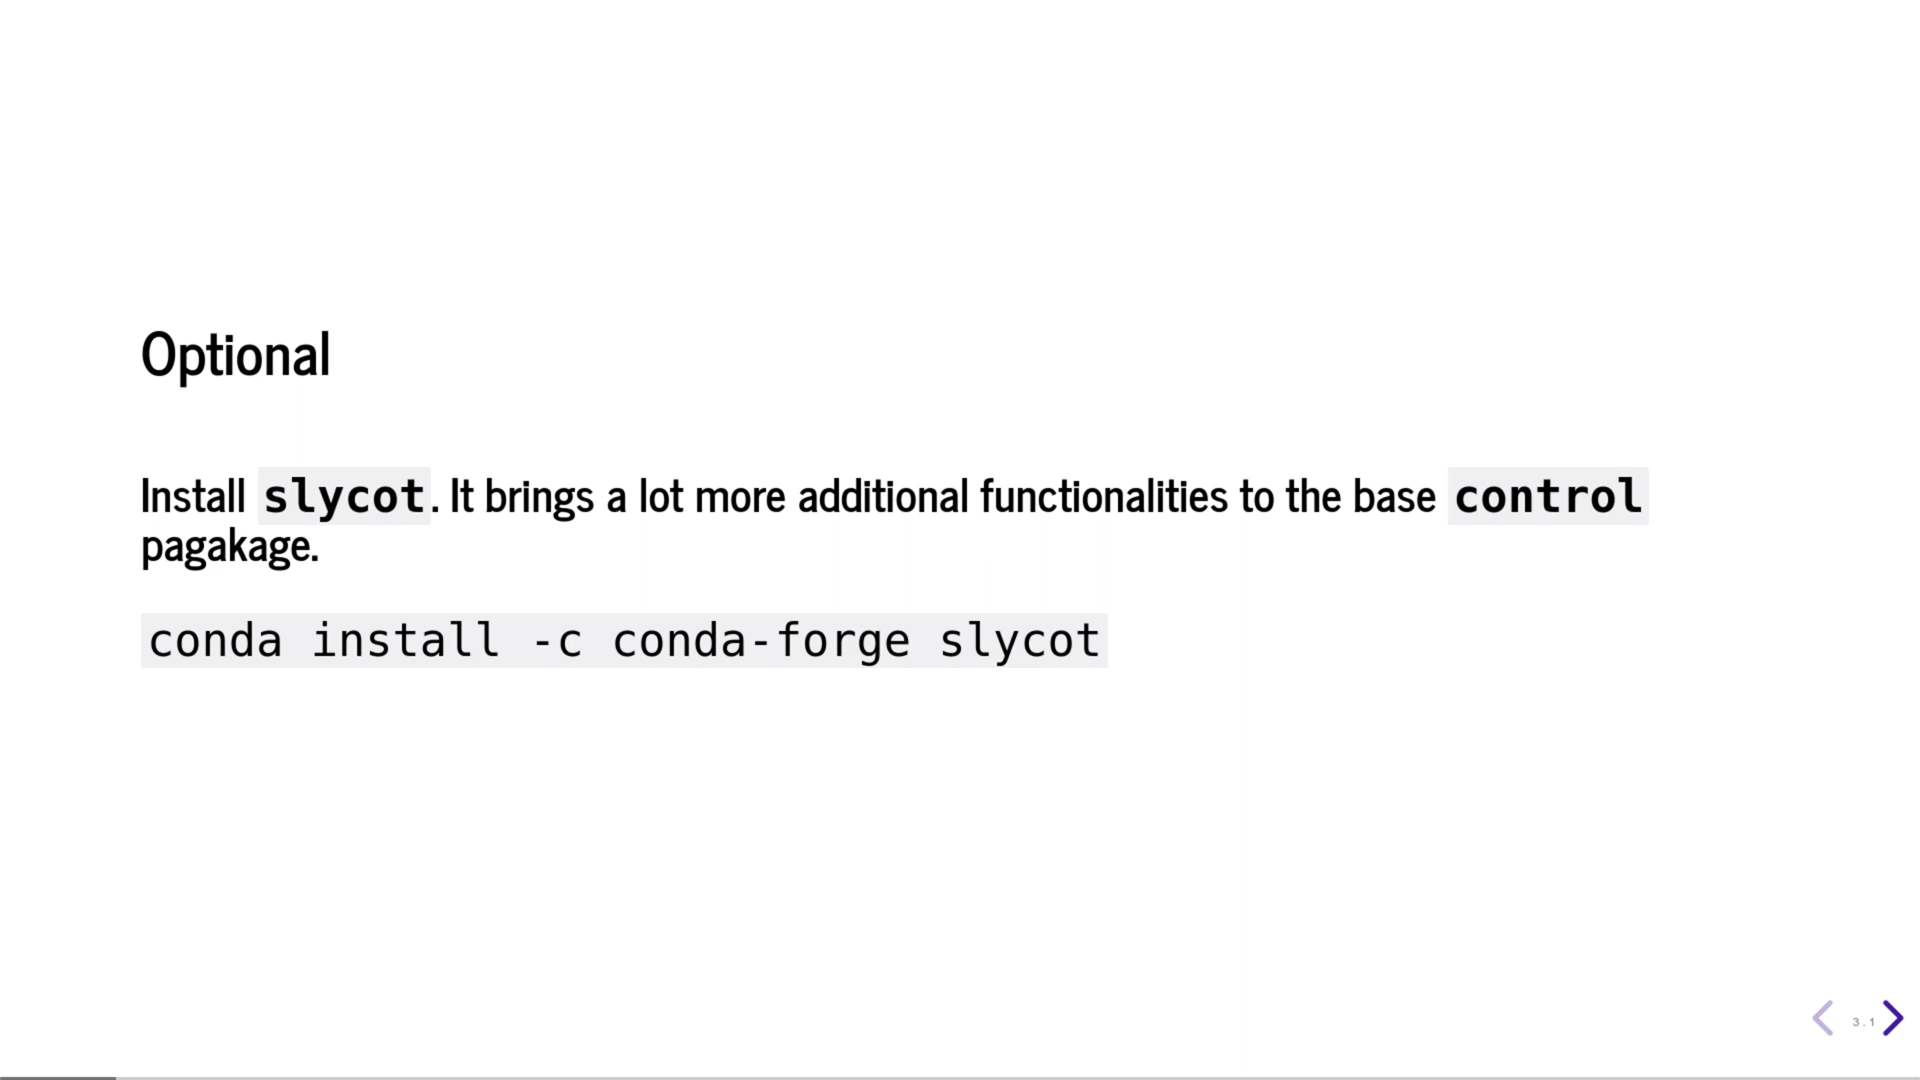 Optional
Install slycot. It brings a lot more additional functionalities to the base control
pagakage.
conda install -c conda-forge slycot
3.1